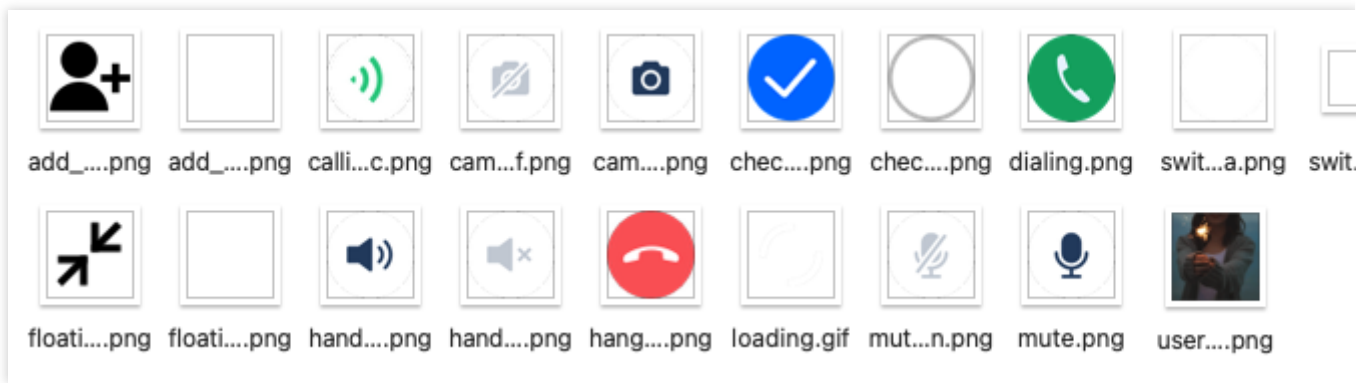 add_....png add_....png calli...c.png cam...f.png cam....png chec....png chec....png dialing.png swit...a.png swit.
floati....png floati....png hand....png hand....png hang....png loading.gif mut...n.png mute.png user....png